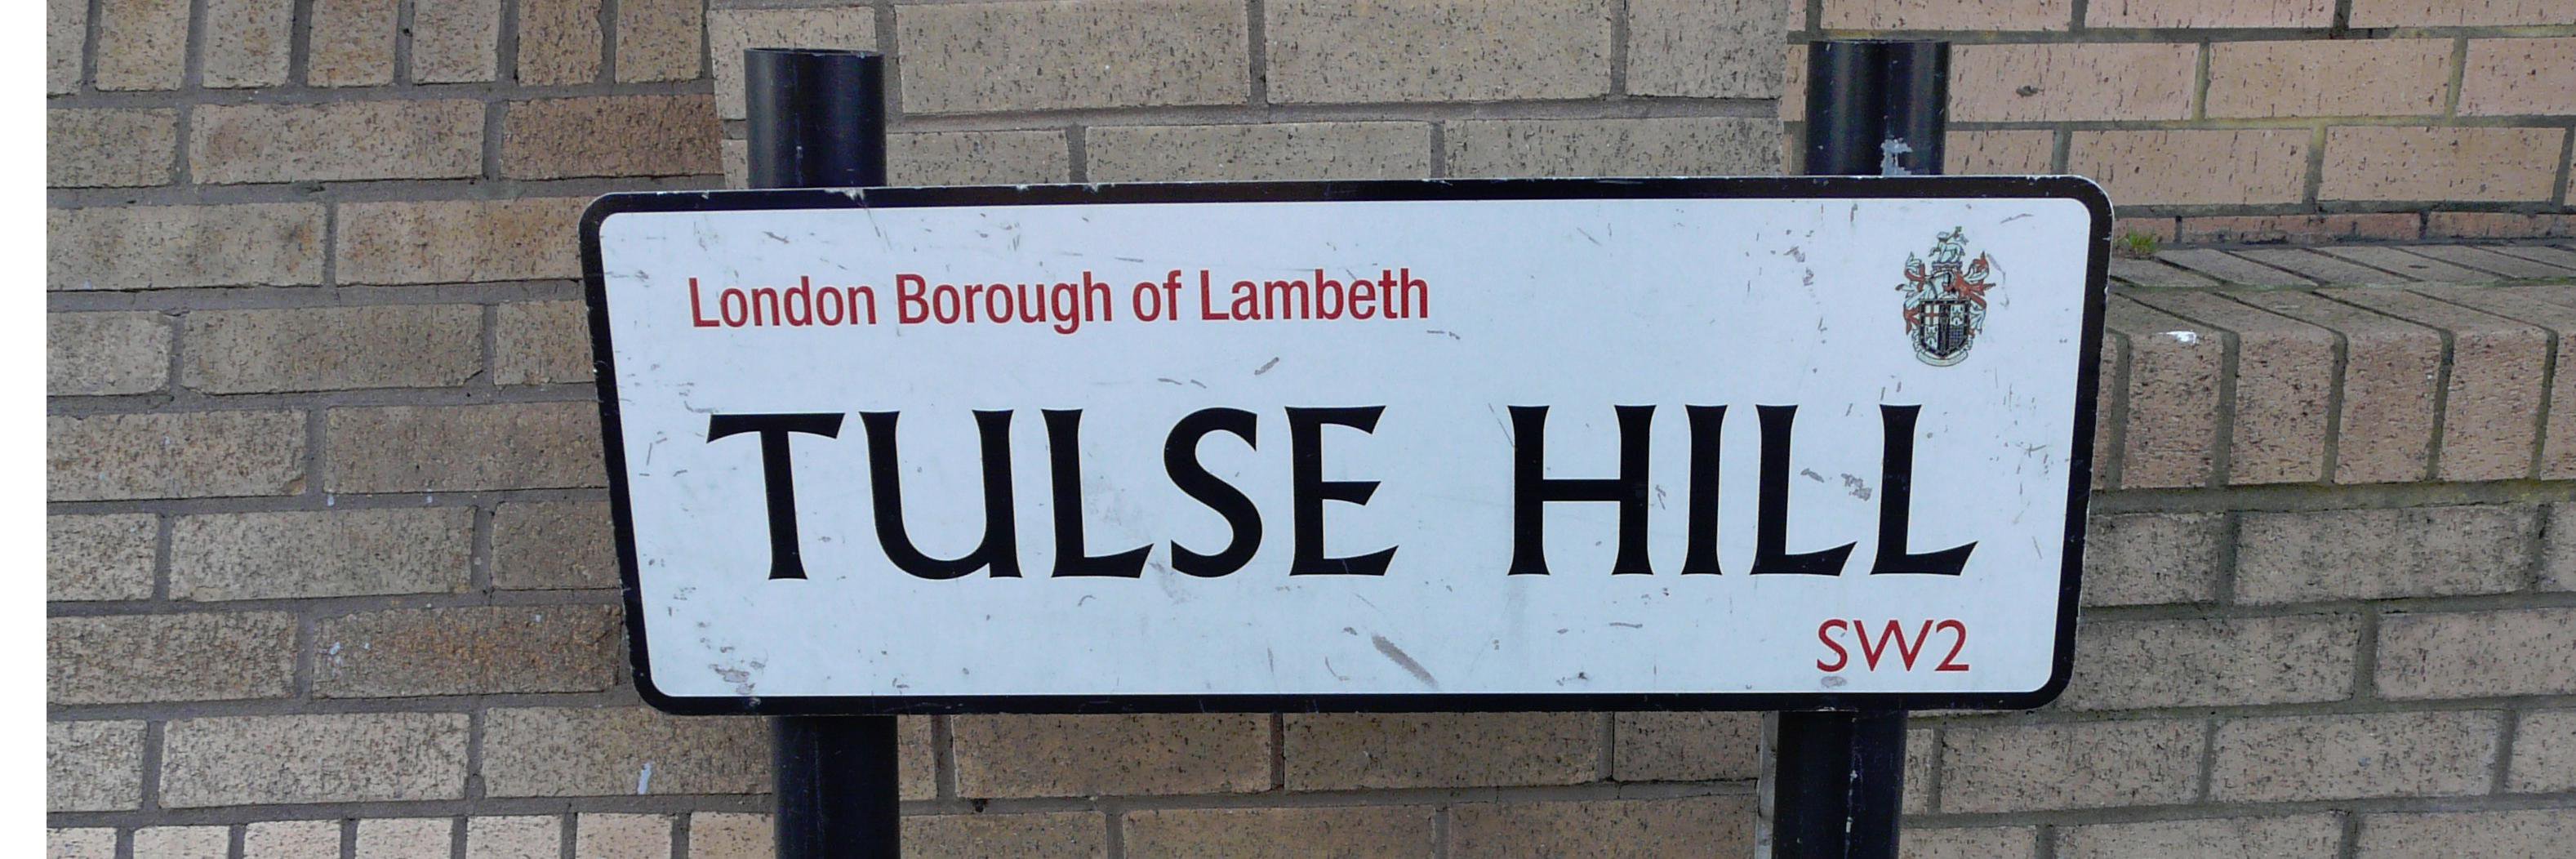 London Borough of Lambeth
TULSE HILL
SW2